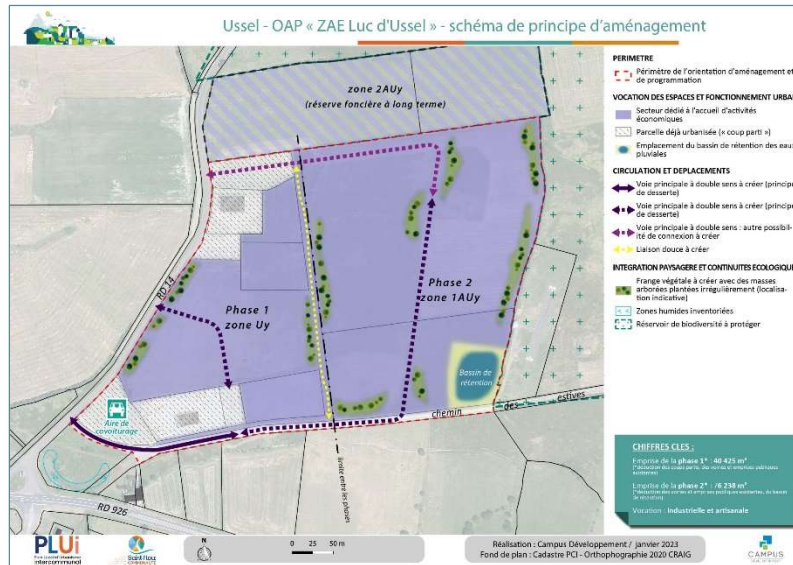 Ussel - OAP « ZAE Luc d'Ussel » - schéma de principe d'aménagement
zone 2AUy
(réserve foncière à long terme)
RD 14
Phase 1
zone Uy
Phase 2
zone 1AUy
Bassin de
rétention
Aire de
covoiturage
chemin des estives
RD 926
limite entre les phases
PERIMETRE
Périmètre de l'orientation d'aménagement et
de programmation
VOCATION DES ESPACES ET FONCTIONNEMENT URBAI
Secteur dédié à l'accueil d'activités
économiques
Parcelle déjà urbanisée (« coup parti »)
Emplacement du bassin de rétention des eaux
pluviales
CIRCULATION ET DEPLACEMENTS
Voie principale à double sens à créer (principe
de desserte)
Voie principale à double sens à créer (principe
de desserte)
Voie principale à double sens : autre possibili-
té de connexion à créer
Liaison douce à créer
INTEGRATION PAYSAGERE ET CONTINUITES ECOLOGIQUE
Frange végétale à créer avec des masses
arborées plantées irrégulièrement (localisa-
tion indicative)
Zones humides inventoriées
Réservoir de biodiversité à protéger
CHIFFRES CLES :
Emprise de la phase 1* : 40 425 m²
Emprise de la phase 2* : 76 238 m²
Vocation : industrielle et artisanale
PLUi
intercommunal
Saint-Flour
COMMUNAUTÉ
N
0 25 50 m
Réalisation : Campus Développement / janvier 2023
Fond de plan : Cadastre PCI - Orthophographie 2020 CRAIG
CAMPUS